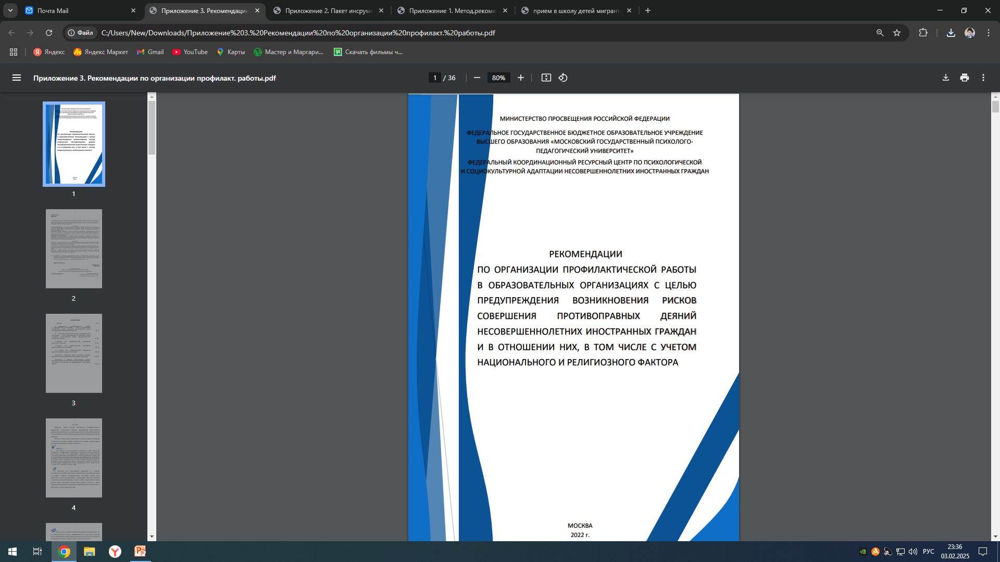 Почта Mail
Приложение 3. Рекомендации
Приложение 2. Пакет инсруме
Приложение 1. Метод.рекоме
прием в школу детей мигрант
Файл
C:/Users/New/Downloads/Приложение%203.%20Рекомендации%20по%20организации%20профилакт.%20работы.pdf
Яндекс
Яндекс Маркет
Gmail
YouTube
Карты
Мастер и Маргари...
Скачать фильмы ч...
Приложение 3. Рекомендации по организации профилакт. работы.pdf
1 / 36
80%
1
2
3
4
МИНИСТЕРСТВО ПРОСВЕЩЕНИЯ РОССИЙСКОЙ ФЕДЕРАЦИИ
ФЕДЕРАЛЬНОЕ ГОСУДАРСТВЕННОЕ БЮДЖЕТНОЕ ОБРАЗОВАТЕЛЬНОЕ УЧРЕЖДЕНИЕ
ВЫСШЕГО ОБРАЗОВАНИЯ «МОСКОВСКИЙ ГОСУДАРСТВЕННЫЙ ПСИХОЛОГО-
ПЕДАГОГИЧЕСКИЙ УНИВЕРСИТЕТ»
ФЕДЕРАЛЬНЫЙ КООРДИНАЦИОННЫЙ РЕСУРСНЫЙ ЦЕНТР ПО ПСИХОЛОГИЧЕСКОЙ
И СОЦИОКУЛЬТУРНОЙ АДАПТАЦИИ НЕСОВЕРШЕННОЛЕТНИХ ИНОСТРАННЫХ ГРАЖДАН
РЕКОМЕНДАЦИИ
ПО ОРГАНИЗАЦИИ ПРОФИЛАКТИЧЕСКОЙ РАБОТЫ
В ОБРАЗОВАТЕЛЬНЫХ ОРГАНИЗАЦИЯХ С ЦЕЛЬЮ
ПРЕДУПРЕЖДЕНИЯ ВОЗНИКНОВЕНИЯ РИСКОВ
СОВЕРШЕНИЯ ПРОТИВОПРАВНЫХ ДЕЯНИЙ
НЕСОВЕРШЕННОЛЕТНИХ ИНОСТРАННЫХ ГРАЖДАН
И В ОТНОШЕНИИ НИХ, В ТОМ ЧИСЛЕ С УЧЕТОМ
НАЦИОНАЛЬНОГО И РЕЛИГИОЗНОГО ФАКТОРА
МОСКВА
2022 г.
РУС
23:36
03.02.2025